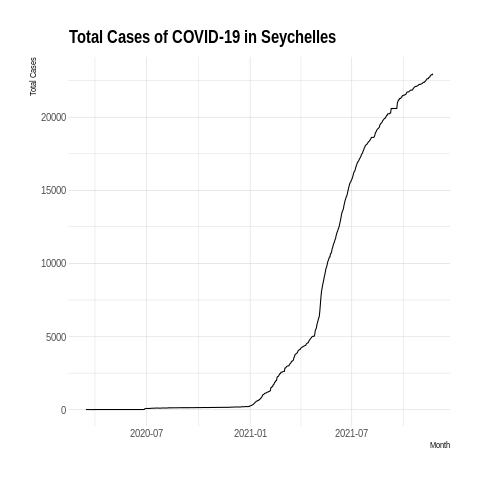 Total Cases of COVID-19 in Seychelles
Total Cases
20000
15000
10000
5000
0
2020-07 2021-01 2021-07
Month